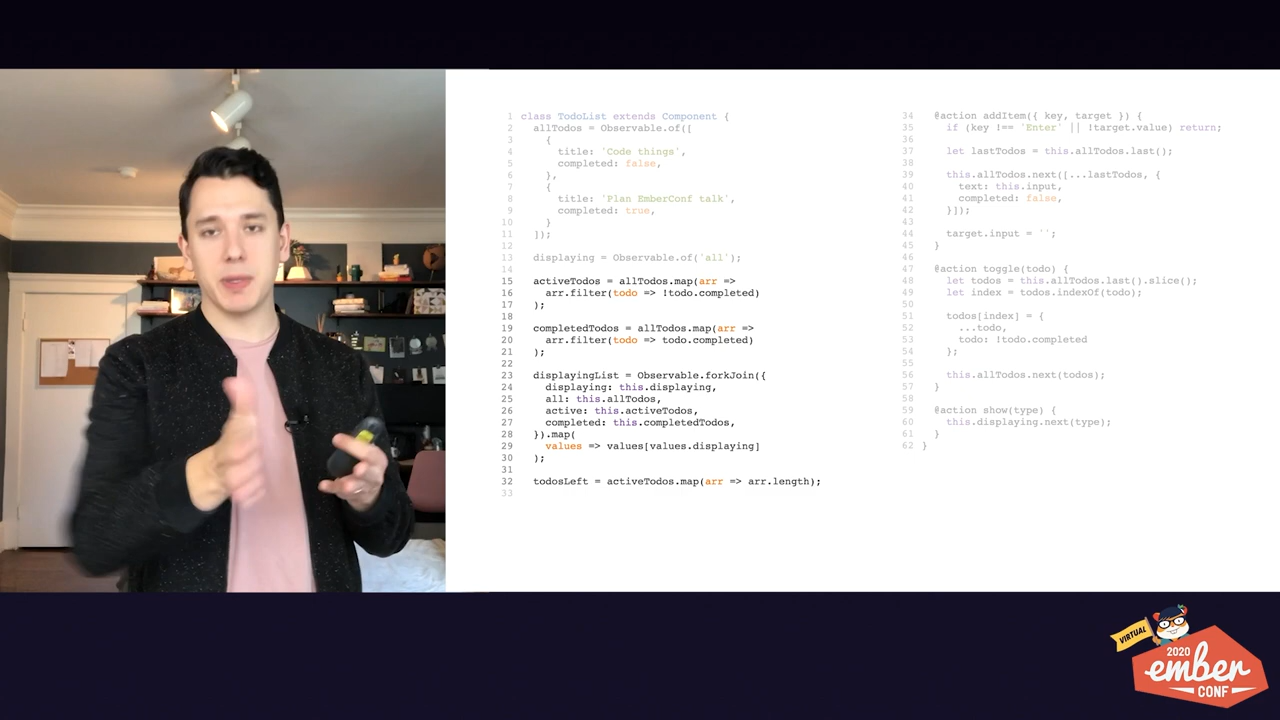 1 class TodoList extends Component {
2 allTodos = Observable.of([
3 {
4 title: 'Code things',
5 completed: false,
6 },
7 {
8 title: 'Plan EmberConf talk',
9 completed: true,
10 }
11 ]);
12
13 displaying = Observable.of('all');
14
15 activeTodos = allTodos.map(arr =>
16 arr.filter(todo => !todo.completed)
17 );
18
19 completedTodos = allTodos.map(arr =>
20 arr.filter(todo => todo.completed)
21 );
22
23 displayingList = Observable.forkJoin({
24 displaying: this.displaying,
25 all: this.allTodos,
26 active: this.activeTodos,
27 completed: this.completedTodos,
28 }).map(
29 values => values[values.displaying]
30 );
31
32 todosLeft = activeTodos.map(arr => arr.length);
33
34 @action addItem({ key, target }) {
35 if (key !== `Enter` || !target.value) return;
36
37 let lastTodos = this.allTodos.last();
38
39 this.allTodos.next([...lastTodos, {
40 text: this.input,
41 completed: false,
42 }]);
43
44 target.input = '';
45 }
46
47 @action toggle(todo) {
48 let todos = this.allTodos.last().slice();
49 let index = todos.indexOf(todo);
50
51 todos[index] = {
52 ...todo,
53 todo: !todo.completed
54 };
55
56 this.allTodos.next(todos);
57 }
58
59 @action show(type) {
60 this.displaying.next(type);
61 }
62 }
VIRTUAL
2020
ember
CONF